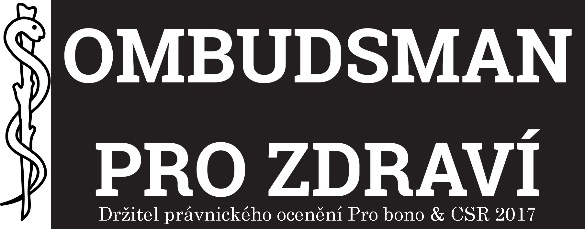 OMBUDSMAN
PRO ZDRAVÍ
Držitel právnického ocenění Pro bono & CSR 2017